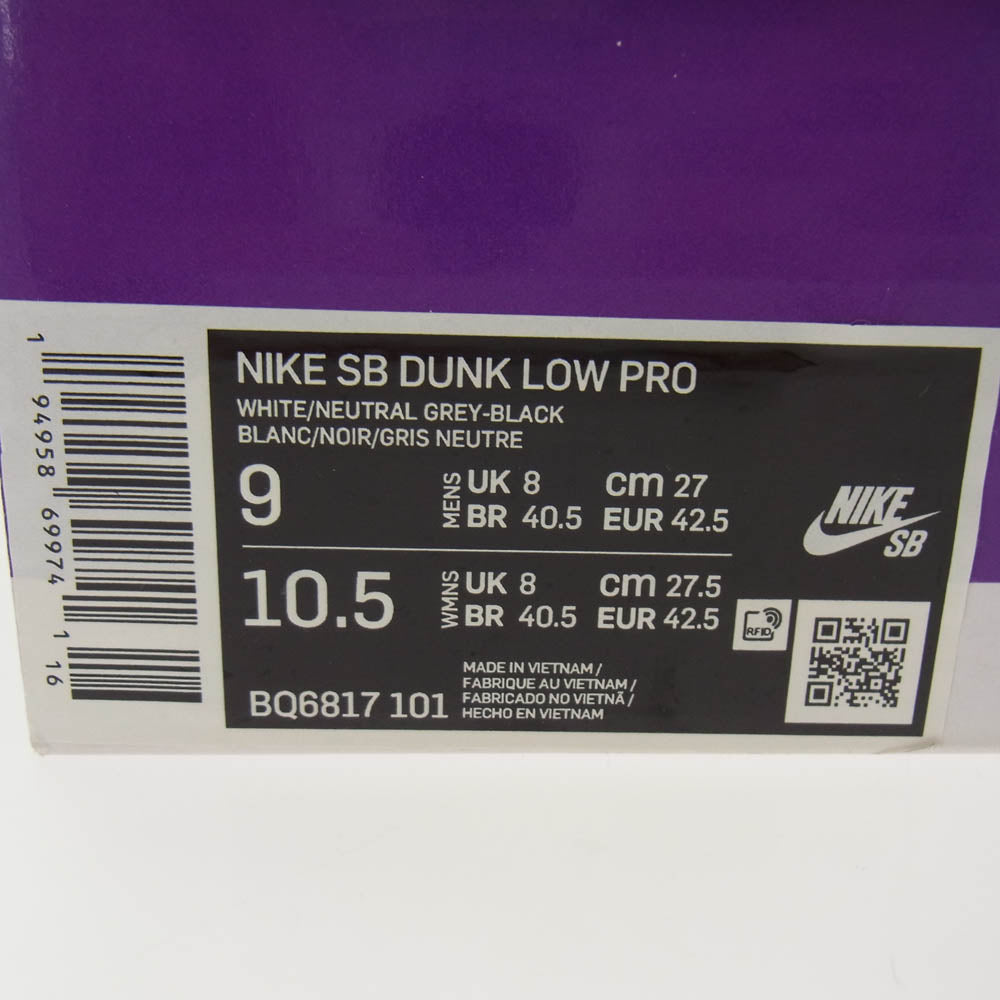 NIKE SB DUNK LOW PRO
WHITE/NEUTRAL GREY-BLACK
BLANC/NOIR/GRIS NEUTRE
9 MENS UK 8 cm 27
BR 40.5 EUR 42.5
10.5 WMNS UK 8 cm 27.5
BR 40.5 EUR 42.5
BQ6817 101
MADE IN VIETNAM /
FABRIQUE AU VIETNAM /
FABRICADO NO VIETNÃ /
HECHO EN VIETNAM
NIKE
SB
RFID
1 94958 69974 1 16